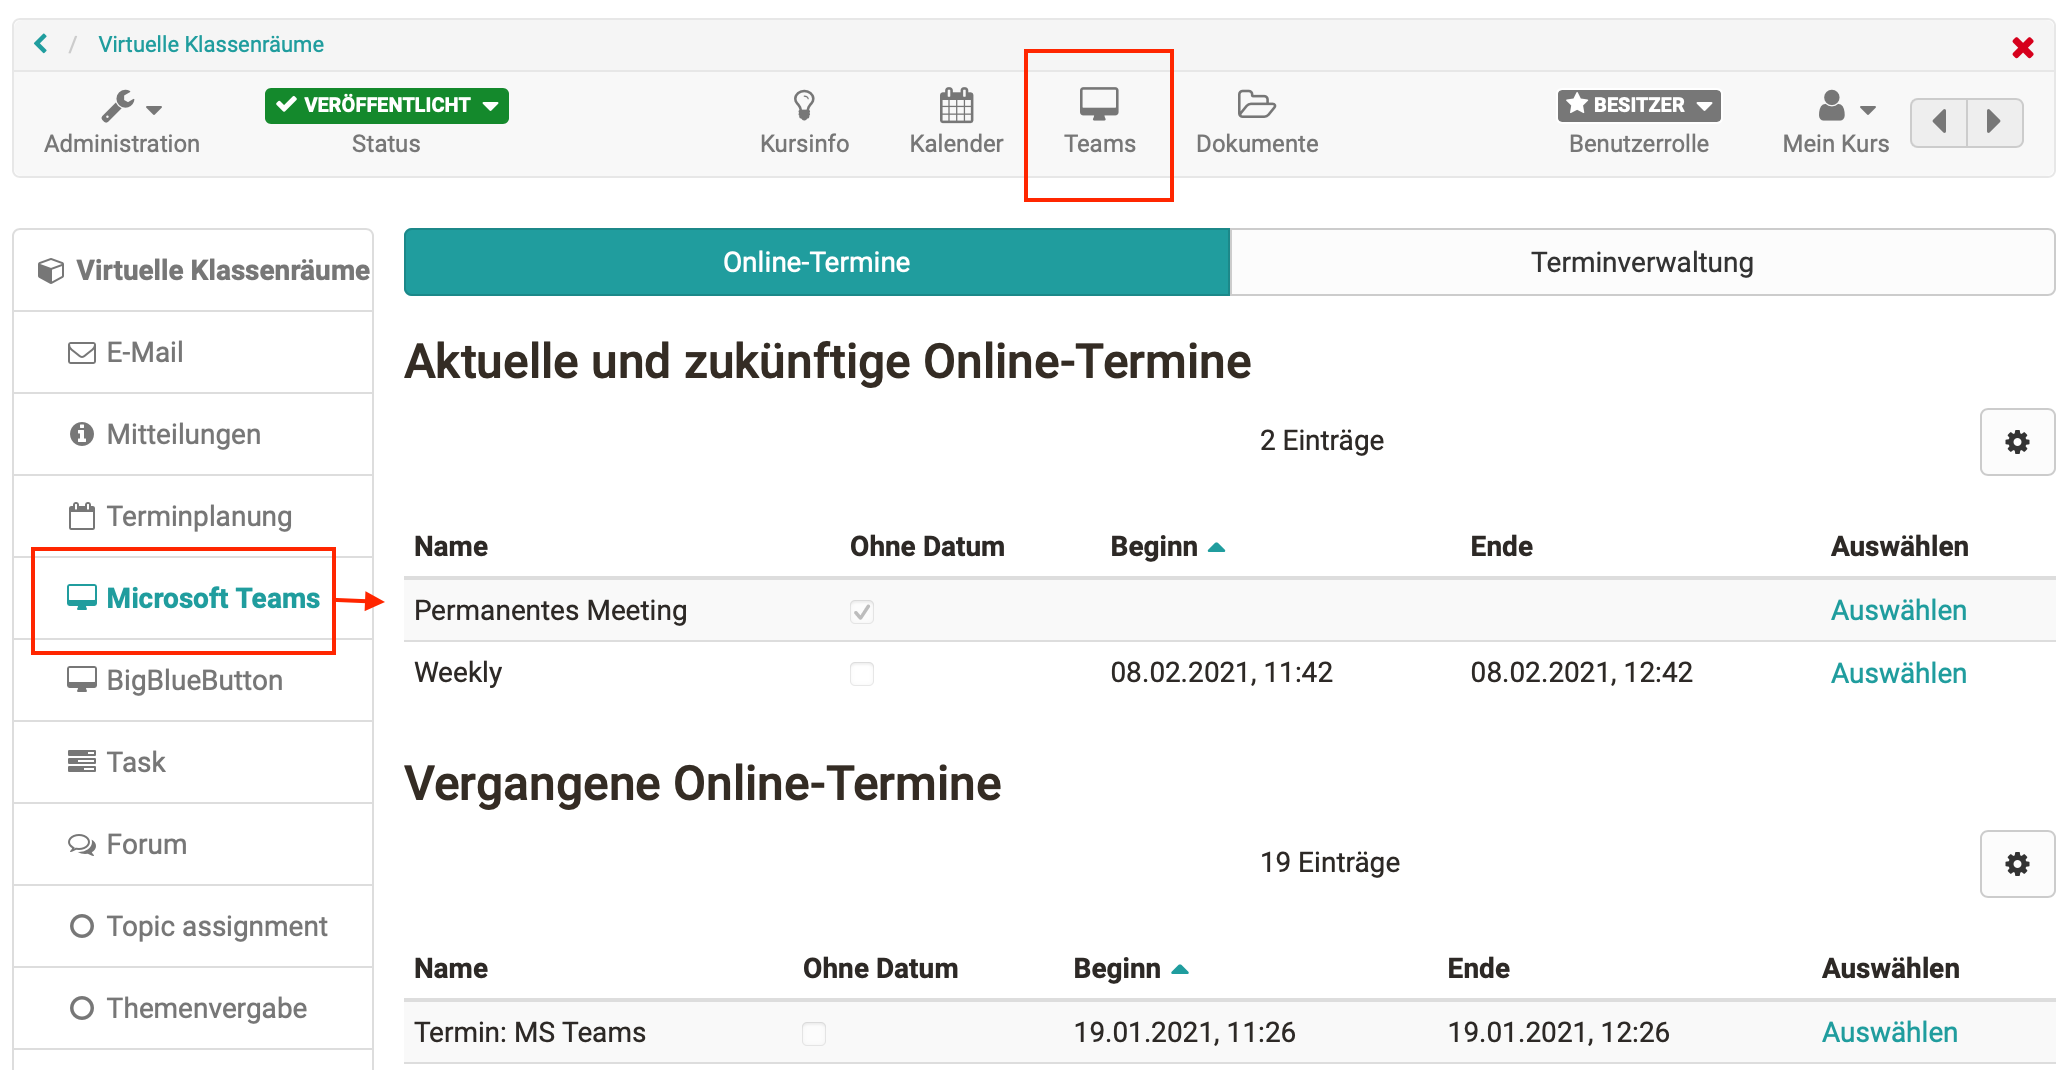 / Virtuelle Klassenräume
Administration
VERÖFFENTLICHT
Status
Kursinfo
Kalender
Teams
Dokumente
BESITZER
Benutzerrolle
Mein Kurs
Virtuelle Klassenräume
E-Mail
Mitteilungen
Terminplanung
Microsoft Teams
BigBlueButton
Task
Forum
Topic assignment
Themenvergabe
Online-Termine
Terminverwaltung
Aktuelle und zukünftige Online-Termine
2 Einträge
Name Ohne Datum Beginn Ende Auswählen
Permanentes Meeting Auswählen
Weekly 08.02.2021, 11:42 08.02.2021, 12:42 Auswählen
Vergangene Online-Termine
19 Einträge
Name Ohne Datum Beginn Ende Auswählen
Termin: MS Teams 19.01.2021, 11:26 19.01.2021, 12:26 Auswählen